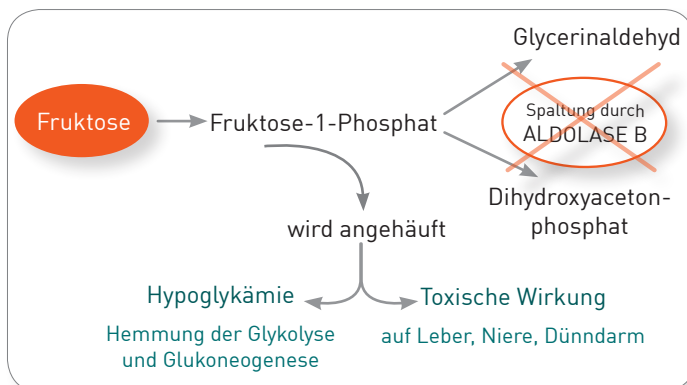 Glycerinaldehyd
Fruktose
Fruktose-1-Phosphat
Spaltung durch
ALDOLASE B
Dihydroxyaceton-
phosphat
wird angehäuft
Hypoglykämie
Hemmung der Glykolyse
und Glukoneogenese
Toxische Wirkung
auf Leber, Niere, Dünndarm